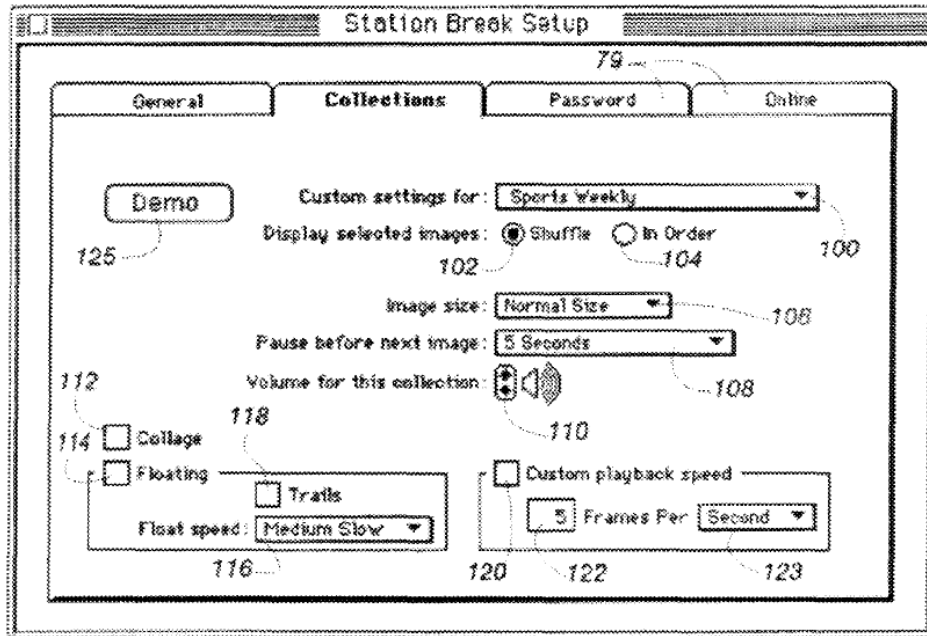 Station Break Setup
79
General Collections Password Online
Demo Custom settings for: Sports Weekly
Display selected images: Shuffle In Order
125 102 104 100
Image size: Normal Size 106
Pause before next image: 5 Seconds
Volume for this collection: 108
112 118 110
Collage
114 Floating Custom playback speed
Trails
5 Frames Per Second
Float speed: Medium Slow
116 120 122 123